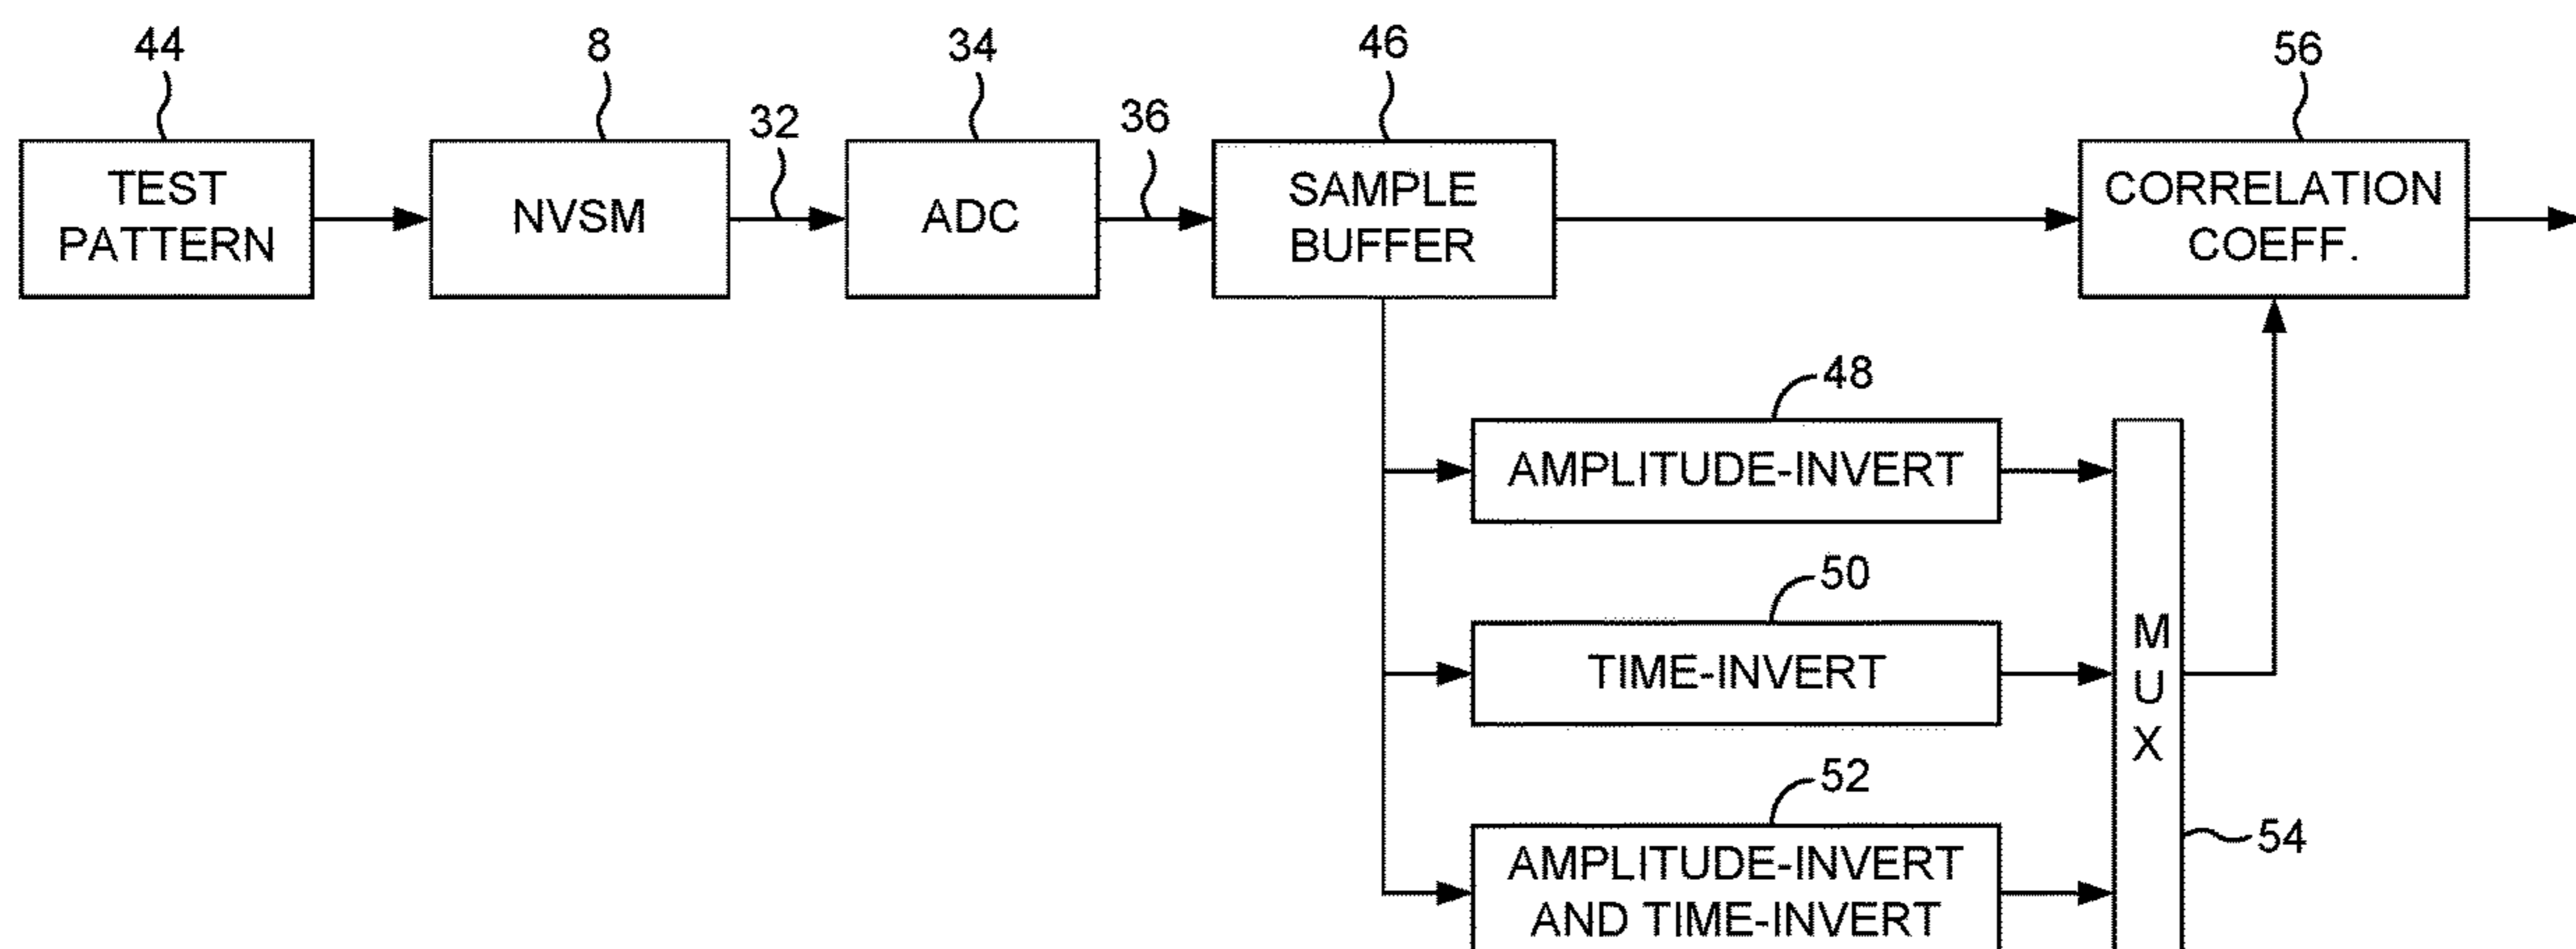 44
8
34
46
56
32
36
TEST
PATTERN
NVSM
ADC
SAMPLE
BUFFER
CORRELATION
COEFF.
48
AMPLITUDE-INVERT
50
TIME-INVERT
M
U
X
52
AMPLITUDE-INVERT
AND TIME-INVERT
54